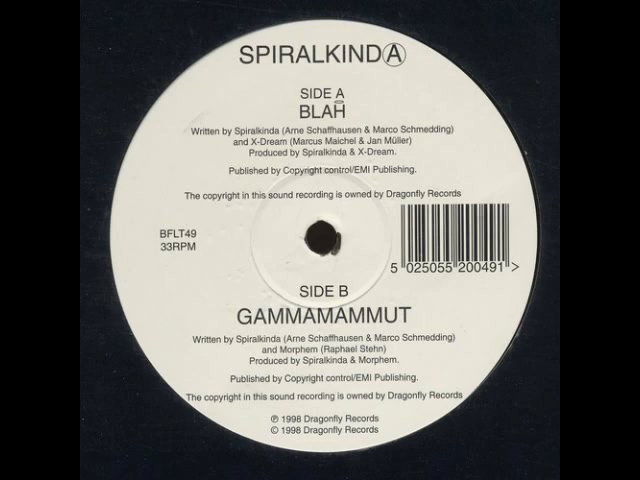 SPIRALKINDA
SIDE A
BLAH
Written by Spiralkinda (Arne Schaffhausen & Marco Schmedding)
and X-Dream (Marcus Maichel & Jan Müller)
Produced by Spiralkinda & X-Dream.
Published by Copyright control/EMI Publishing.
The copyright in this sound recording is owned by Dragonfly Records
BFLT49
33RPM
5 025055 200491 >
SIDE B
GAMMAMAMMUT
Written by Spiralkinda (Arne Schaffhausen & Marco Schmedding)
and Morphem (Raphael Stehn)
Produced by Spiralkinda & Morphem.
Published by Copyright control/EMI Publishing.
The copyright in this sound recording is owned by Dragonfly Records
℗ 1998 Dragonfly Records
© 1998 Dragonfly Records